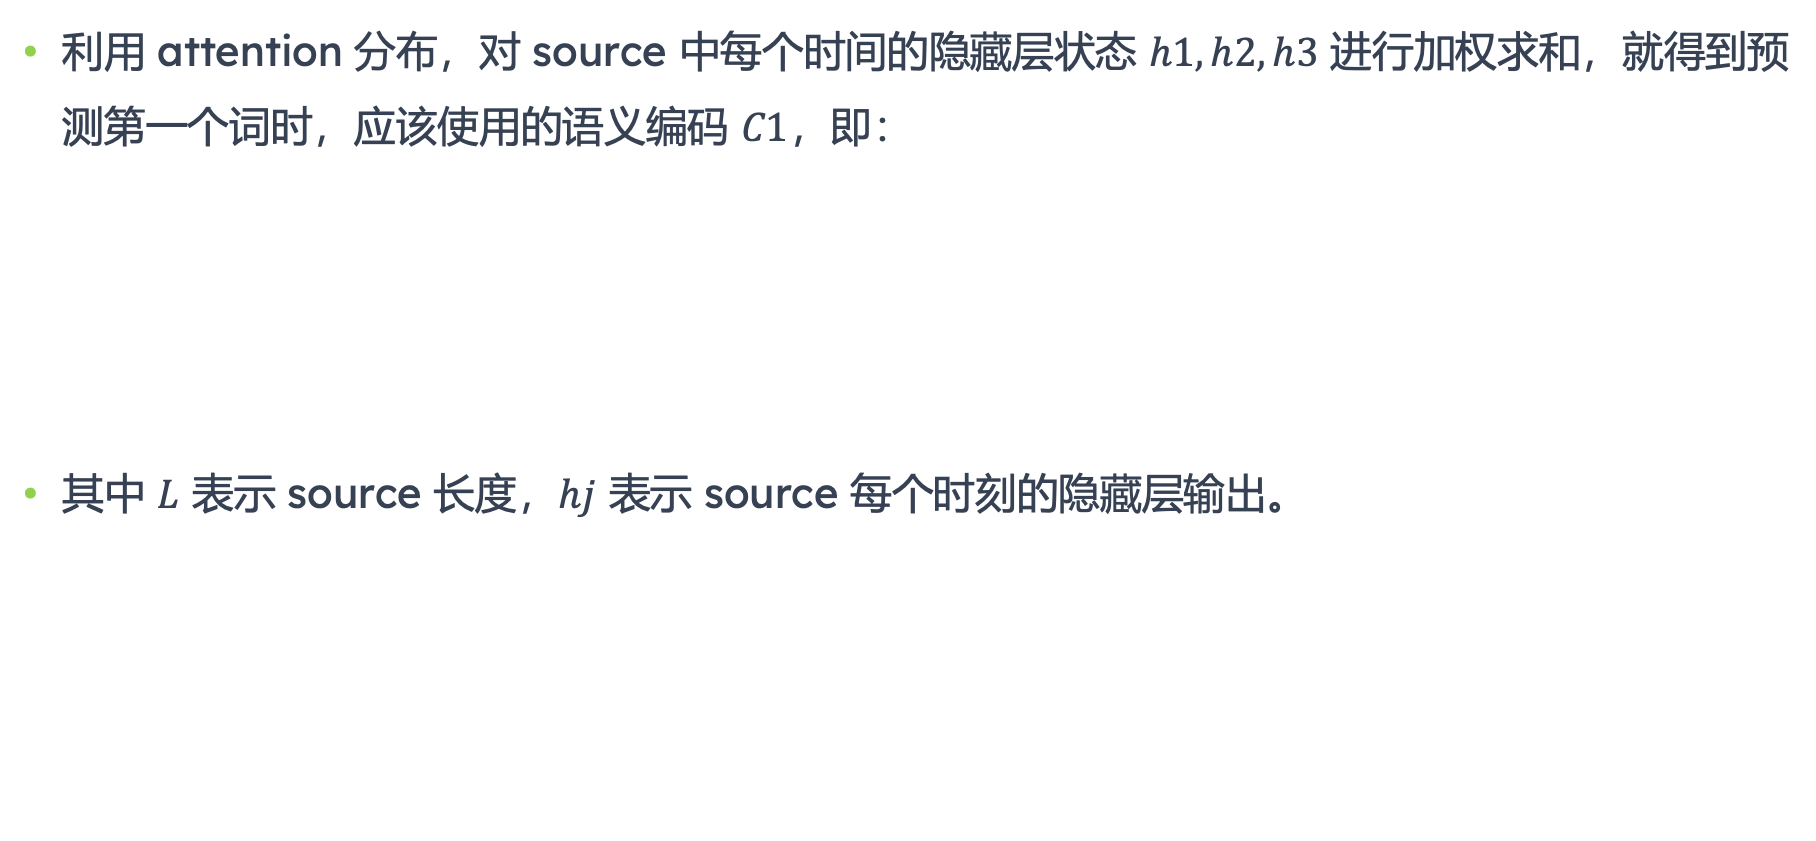 • 利用 attention 分布，对 source 中每个时间的隐藏层状态 h1,h2,h3 进行加权求和，就得到预
测第一个词时，应该使用的语义编码 C1，即：
• 其中 L 表示 source 长度，hj 表示 source 每个时刻的隐藏层输出。